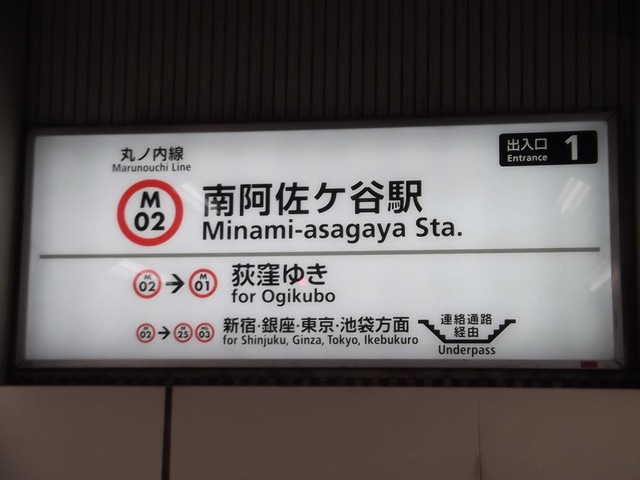 丸ノ内線
Marunouchi Line
出入口
Entrance
1
M
02
南阿佐ケ谷駅
Minami-asagaya Sta.
M
02
→
M
01
荻窪ゆき
for Ogikubo
M
02
→
M
25
Mb
03
新宿・銀座・東京・池袋方面
for Shinjuku, Ginza, Tokyo, Ikebukuro
連絡通路
経由
Underpass